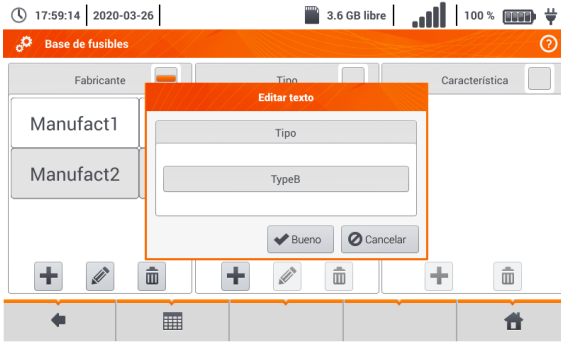 17:59:14 2020-03-26 3.6 GB libre 100 %
Base de fusibles
Fabricante Tipo Característica
Editar texto
Manufact1
Tipo
Manufact2
TypeB
Bueno Cancelar